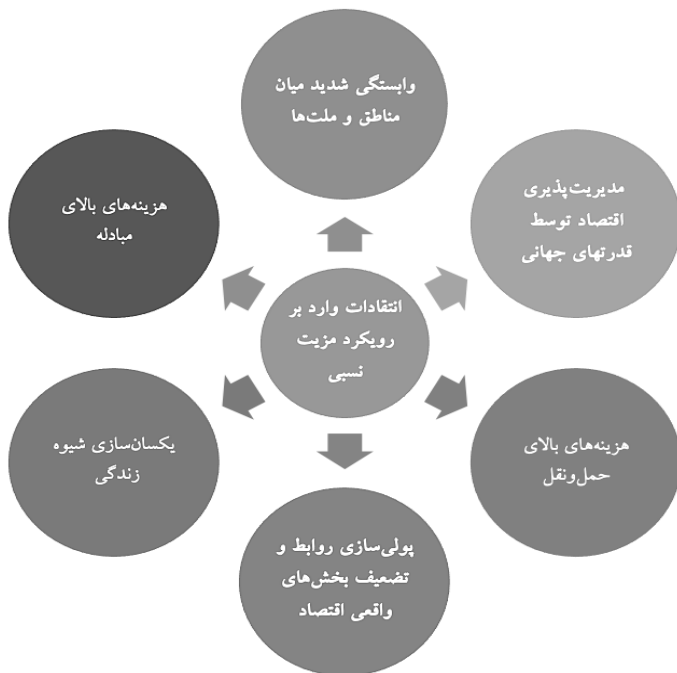 وابستگی شدید میان
مناطق و ملت‌ها
مدیریت‌پذیری
اقتصاد توسط
قدرتهای جهانی
هزینه‌های بالای
مبادله
انتقادات وارد بر
رویکرد مزیت
نسبی
هزینه‌های بالای
حمل‌ونقل
یکسان‌سازی شیوه
زندگی
پولی‌سازی روابط و
تضعیف بخش‌های
واقعی اقتصاد